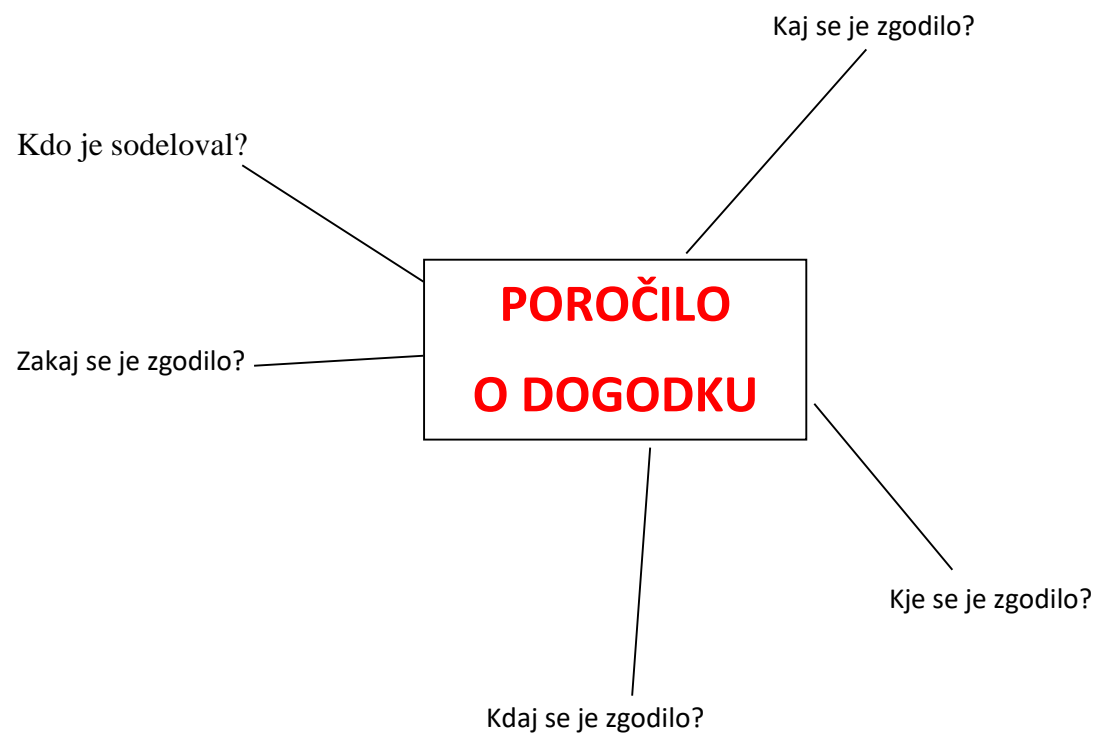 Kaj se je zgodilo?
Kdo je sodeloval?
POROČILO
O DOGODKU
Zakaj se je zgodilo?
Kje se je zgodilo?
Kdaj se je zgodilo?